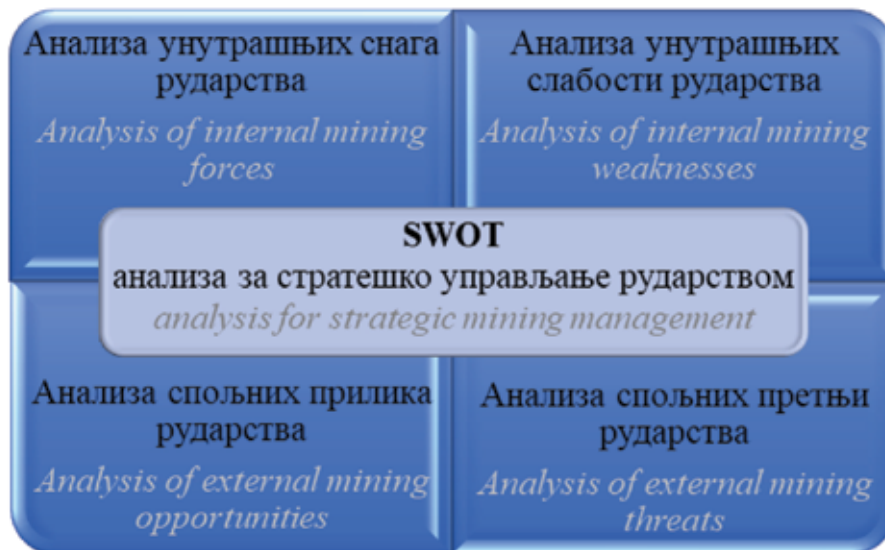 Анализа унутрашњих снага
рударства
Analysis of internal mining
forces
Анализа унутрашњих
слабости рударства
Analysis of internal mining
weaknesses
SWOT
анализа за стратешко управљање рударством
analysis for strategic mining management
Анализа спољних прилика
рударства
Analysis of external mining
opportunities
Анализа спољних претњи
рударства
Analysis of external mining
threats